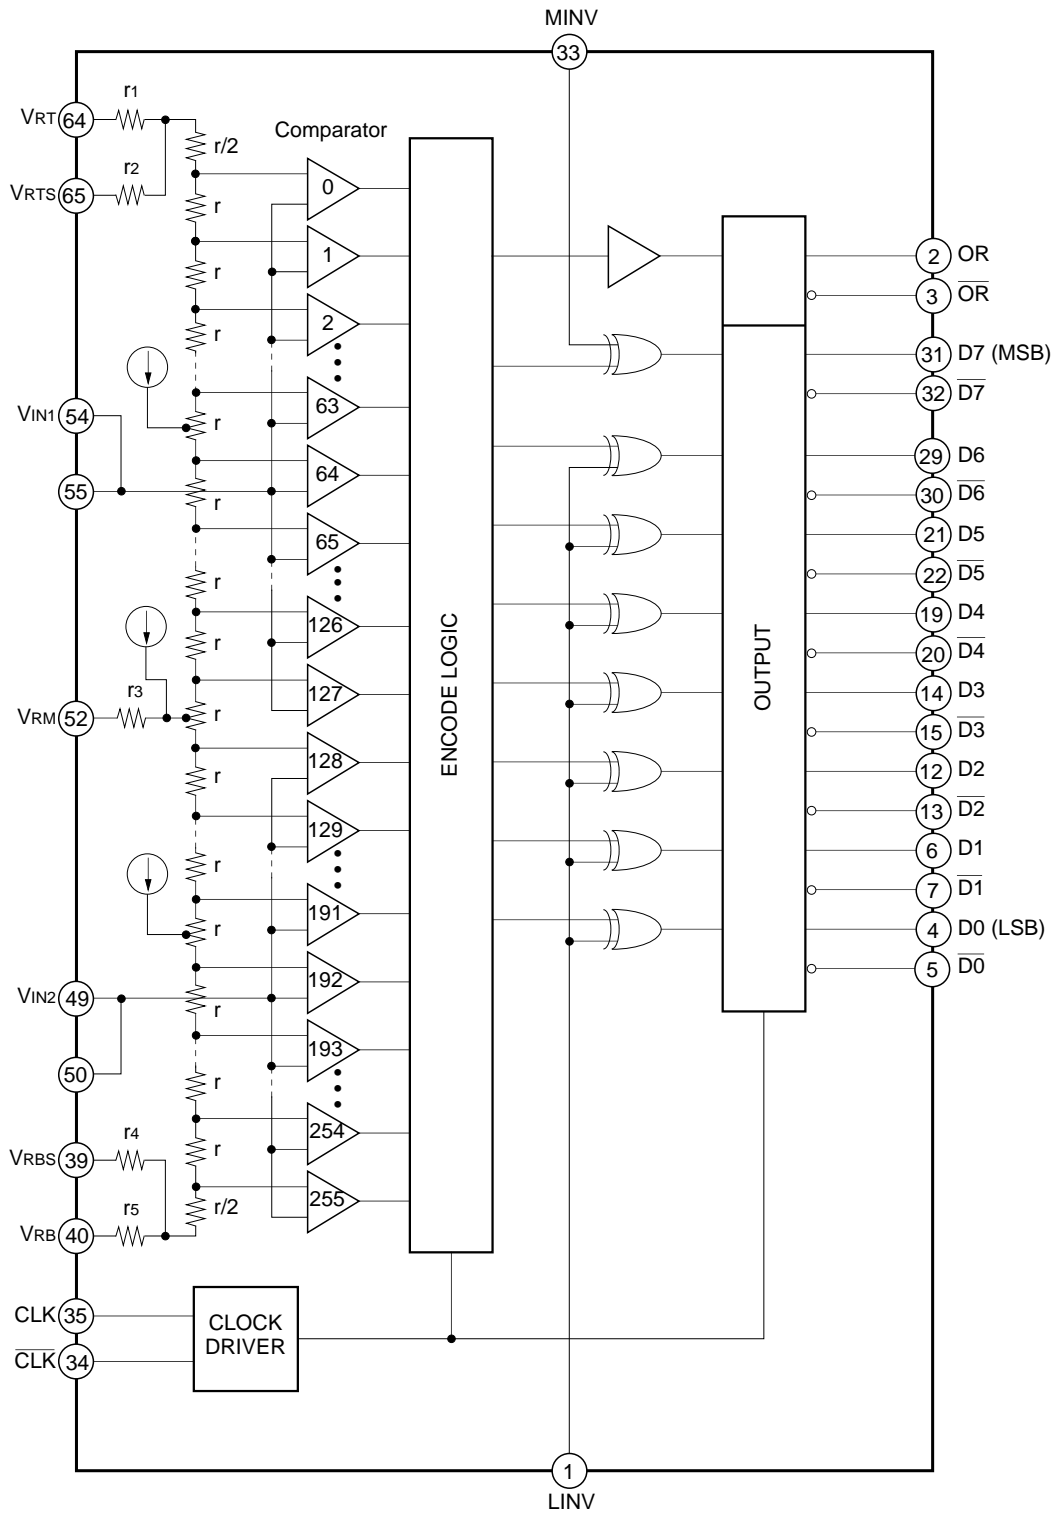 MINV
33
VRT 64 r1
r/2
Comparator
VRTS 65 r2
r
0
r
1
r
2
VIN1 54
r
63
55
r
64
65
r
126
r
127
VRM 52 r3
r
128
r
129
r
191
r
VIN2 49
r
192
50
193
r
254
r
VRBS 39 r4
255
r/2
VRB 40 r5
ENCODE LOGIC
OUTPUT
2 OR
3 OR
31 D7 (MSB)
32 D7
29 D6
30 D6
21 D5
22 D5
19 D4
20 D4
14 D3
15 D3
12 D2
13 D2
6 D1
7 D1
4 D0 (LSB)
5 D0
CLK 35
CLK 34
CLOCK
DRIVER
1
LINV